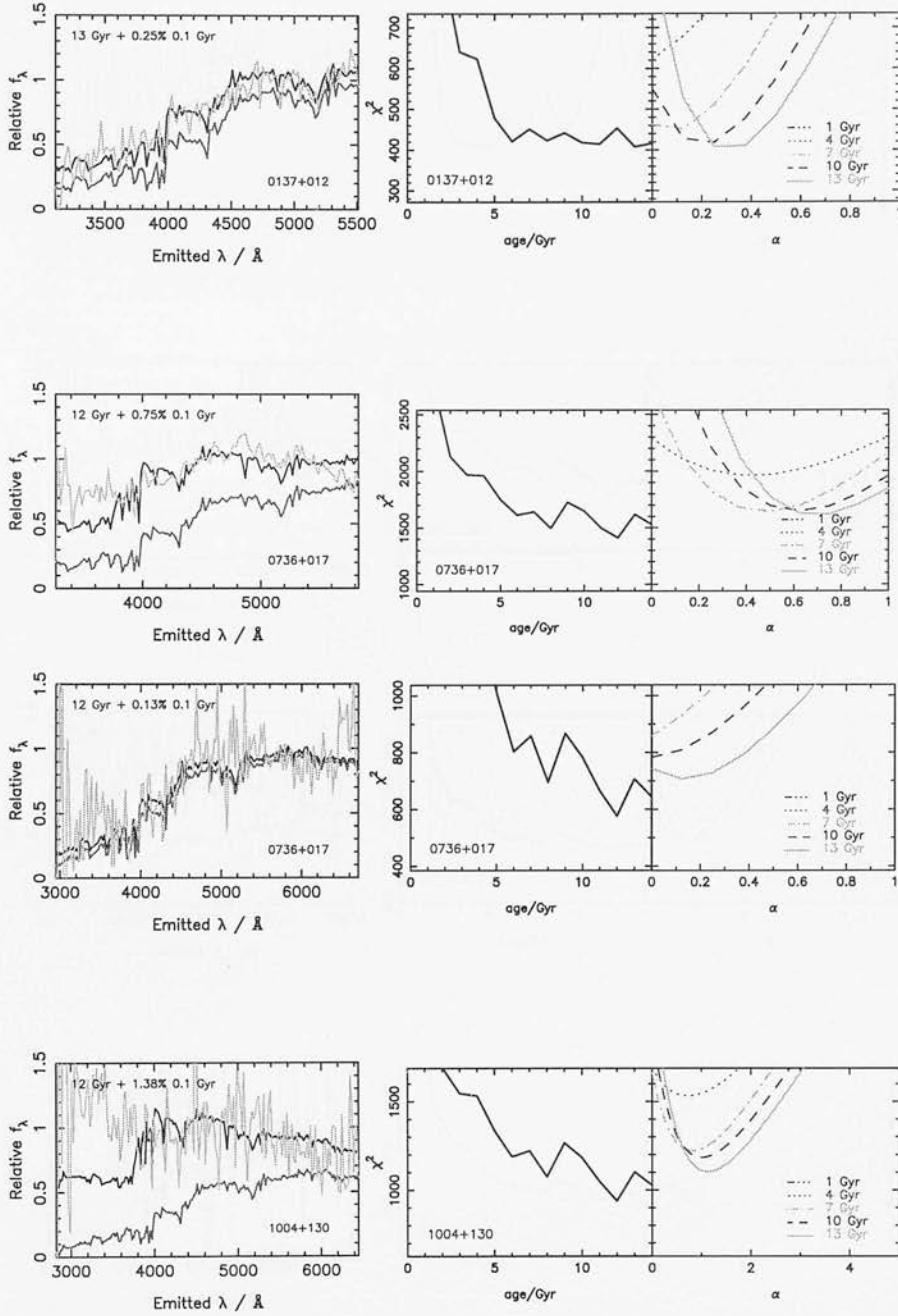 13 Gyr + 0.25% 0.1 Gyr
Relative fλ
0 0.5 1 1.5
0137+012
3500 4000 4500 5000 5500
Emitted λ / Å
χ²
300 400 500 600 700
0137+012
0 5 10
age/Gyr
1 Gyr
4 Gyr
7 Gyr
10 Gyr
13 Gyr
0 0.2 0.4 0.6 0.8
α
12 Gyr + 0.75% 0.1 Gyr
Relative fλ
0 0.5 1 1.5
0736+017
4000 5000
Emitted λ / Å
χ²
1000 1500 2000 2500
0736+017
0 5 10
age/Gyr
1 Gyr
4 Gyr
7 Gyr
10 Gyr
13 Gyr
0 0.2 0.4 0.6 0.8 1
α
12 Gyr + 0.13% 0.1 Gyr
Relative fλ
0 0.5 1 1.5
0736+017
3000 4000 5000 6000
Emitted λ / Å
χ²
400 600 800 1000
0736+017
0 5 10
age/Gyr
1 Gyr
4 Gyr
7 Gyr
10 Gyr
13 Gyr
0 0.2 0.4 0.6 0.8 1
α
12 Gyr + 1.38% 0.1 Gyr
Relative fλ
0 0.5 1 1.5
1004+130
3000 4000 5000 6000
Emitted λ / Å
χ²
1000 1500
1004+130
0 5 10
age/Gyr
1 Gyr
4 Gyr
7 Gyr
10 Gyr
13 Gyr
0 2 4
α